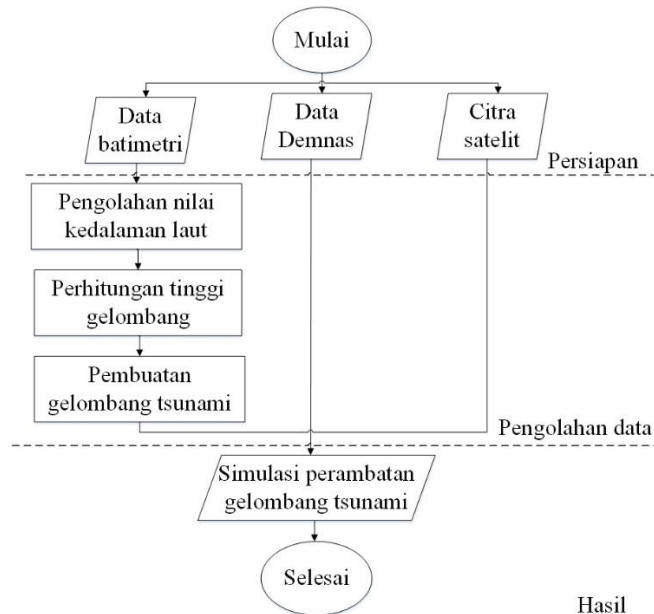 Mulai
Data
batimetri
Data
Demnas
Citra
satelit
Persiapan
Pengolahan nilai
kedalaman laut
Perhitungan tinggi
gelombang
Pembuatan
gelombang tsunami
Pengolahan data
Simulasi perambatan
gelombang tsunami
Selesai
Hasil